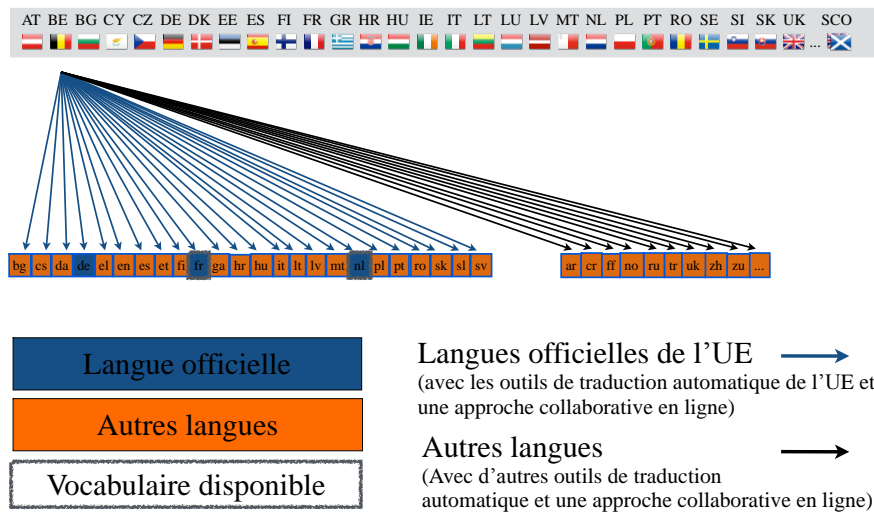 AT BE BG CY CZ DE DK EE ES FI FR GR HR HU IE IT LT LU LV MT NL PL PT RO SE SI SK UK SCO
...
bg cs da de el en es et fi fr ga hr hu it lt lv mt nl pl pt ro sk sl sv
ar cr ff no ru tr uk zh zu ...
Langue officielle
Autres langues
Vocabulaire disponible
Langues officielles de l’UE
(avec les outils de traduction automatique de l’UE et
une approche collaborative en ligne)
Autres langues
(Avec d’autres outils de traduction
automatique et une approche collaborative en ligne)